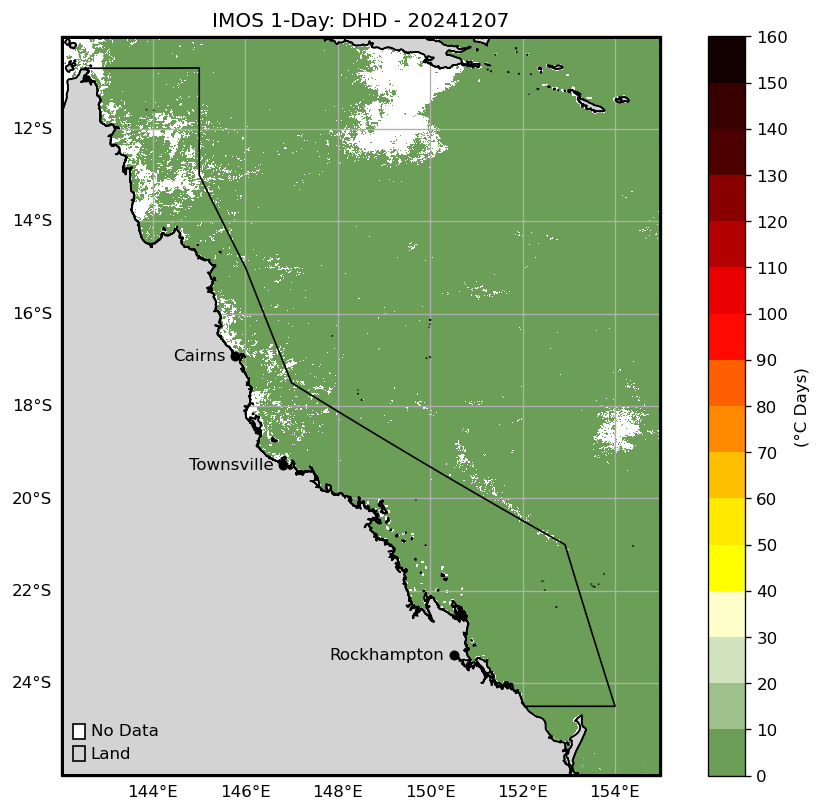 IMOS 1-Day: DHD - 20241207
12°S
14°S
16°S
18°S
20°S
22°S
24°S
Cairns
Townsville
Rockhampton
No Data
Land
144°E 146°E 148°E 150°E 152°E 154°E
160
150
140
130
120
110
100
90
80
70
60
50
40
30
20
10
0
(°C Days)